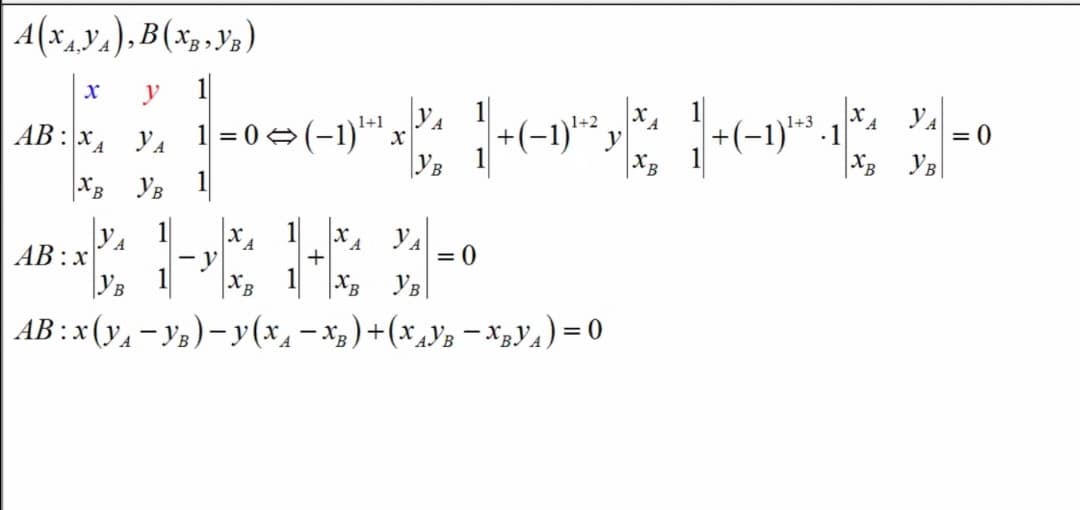 A(x_A, y_A), B(x_B, y_B)
AB : |x y 1; x_A y_A 1; x_B y_B 1| = 0 ⇔ (−1)^{1+1} x |y_A 1; y_B 1| + (−1)^{1+2} y |x_A 1; x_B 1| + (−1)^{1+3} · 1 |x_A y_A; x_B y_B| = 0
AB : x |y_A 1; y_B 1| − y |x_A 1; x_B 1| + |x_A y_A; x_B y_B| = 0
AB : x(y_A − y_B) − y(x_A − x_B) + (x_A y_B − x_B y_A) = 0